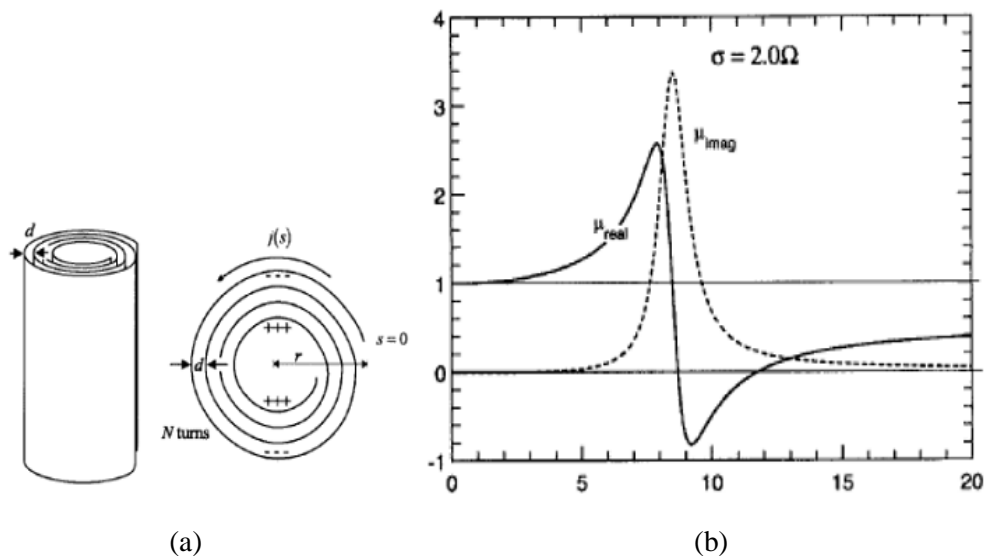 d
j(s)
- - -
+++
s = 0
d
r
N turns
+++
- - -
(a)
4
σ = 2.0Ω
3
μimag
2
μreal
1
0
-1
0 5 10 15 20
(b)